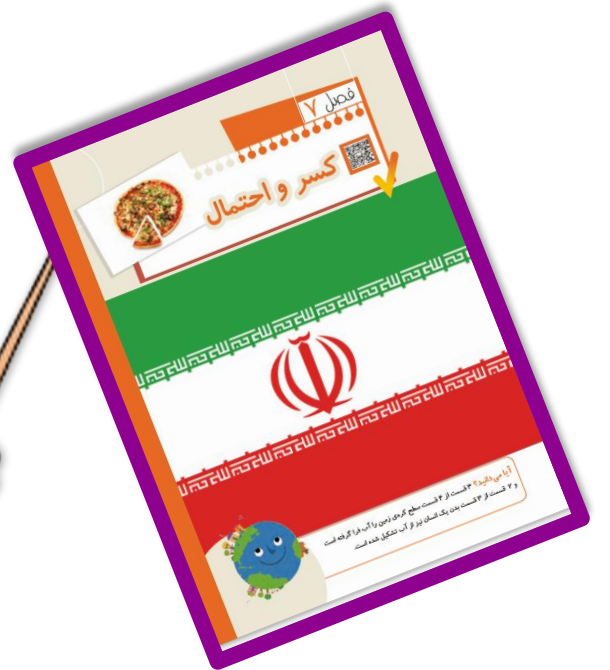 فصل ۷
کسر و احتمال
آیا می‌دانید؟ ۳ قسمت از ۴ قسمت سطح کره‌ی زمین را آب فرا گرفته است
و ۲ قسمت از ۳ قسمت بدن یک انسان نیز از آب تشکیل شده است.